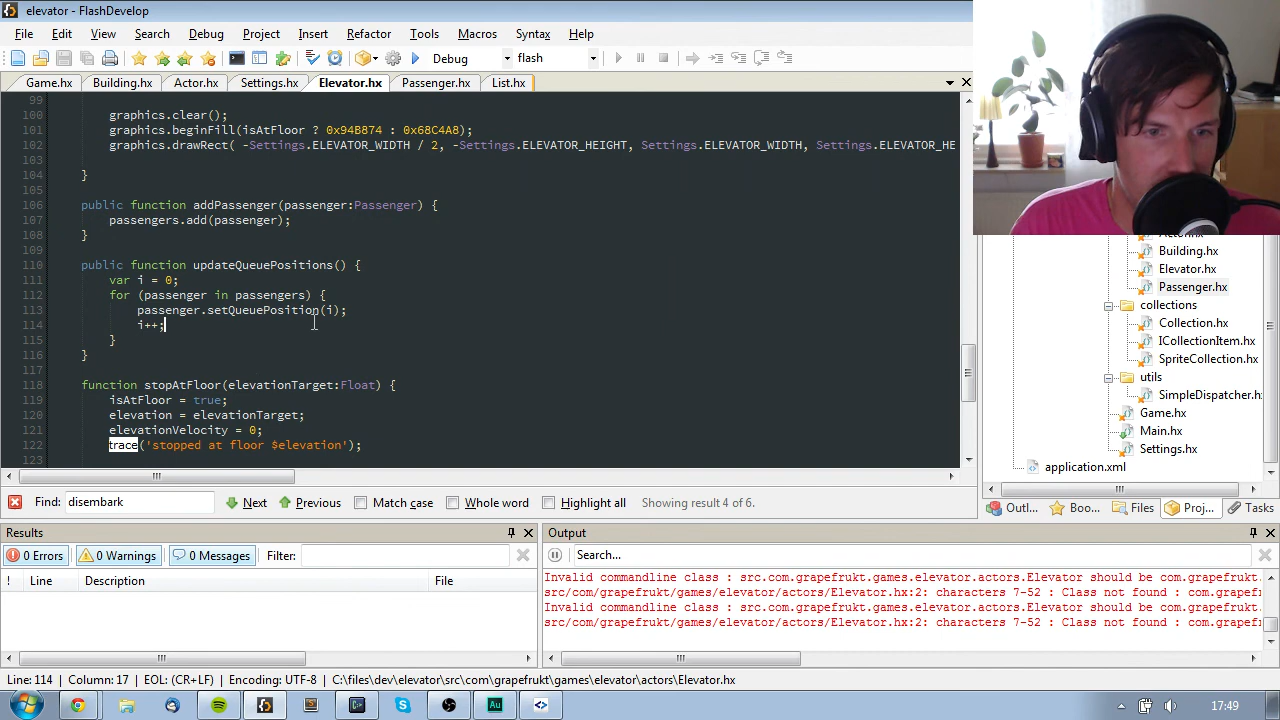 elevator - FlashDevelop
File Edit View Search Debug Project Insert Refactor Tools Macros Syntax Help
Debug flash
Game.hx Building.hx Actor.hx Settings.hx Elevator.hx Passenger.hx List.hx
99
100 graphics.clear();
101 graphics.beginFill(isAtFloor ? 0x94B874 : 0x68C4A8);
102 graphics.drawRect( -Settings.ELEVATOR_WIDTH / 2, -Settings.ELEVATOR_HEIGHT, Settings.ELEVATOR_WIDTH, Settings.ELEVATOR_HE
103
104 }
105
106 public function addPassenger(passenger:Passenger) {
107 passengers.add(passenger);
108 }
109
110 public function updateQueuePositions() {
111 var i = 0;
112 for (passenger in passengers) {
113 passenger.setQueuePosition(i);
114 i++;
115 }
116 }
117
118 function stopAtFloor(elevationTarget:Float) {
119 isAtFloor = true;
120 elevation = elevationTarget;
121 elevationVelocity = 0;
122 trace('stopped at floor $elevation');
123
Building.hx
Elevator.hx
Passenger.hx
collections
Collection.hx
ICollectionItem.hx
SpriteCollection.hx
utils
SimpleDispatcher.h
Game.hx
Main.hx
Settings.hx
application.xml
Outl... Boo... Files Proj... Tasks
Find: disembark Next Previous Match case Whole word Highlight all Showing result 4 of 6.
Results
0 Errors 0 Warnings 0 Messages Filter:
! Line Description File
Output
Search...
Invalid commandline class : src.com.grapefrukt.games.elevator.actors.Elevator should be com.grapefrukt.
src/com/grapefrukt/games/elevator/actors/Elevator.hx:2: characters 7-52 : Class not found : com.grapef
Invalid commandline class : src.com.grapefrukt.games.elevator.actors.Elevator should be com.grapefrukt.
src/com/grapefrukt/games/elevator/actors/Elevator.hx:2: characters 7-52 : Class not found : com.grapef
Line: 114 Column: 17 EOL: (CR+LF) Encoding: UTF-8 C:\files\dev\elevator\src\com\grapefrukt\games\elevator\actors\Elevator.hx
Au
17:49